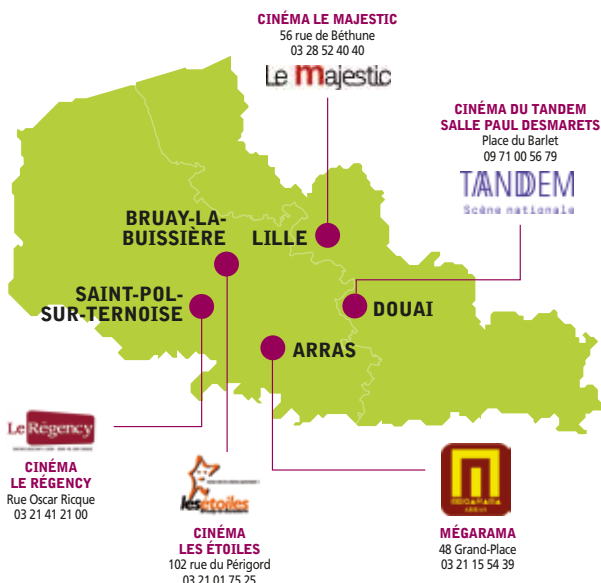 CINÉMA LE MAJESTIC
56 rue de Béthune
03 28 52 40 40
Le Majestic
CINÉMA DU TANDEM
SALLE PAUL DESMARETS
Place du Barlet
09 71 00 56 79
TANDEM
Scène nationale
BRUAY-LA-
BUISSIÈRE
LILLE
SAINT-POL-
SUR-TERNOISE
DOUAI
ARRAS
Le Régency
CINÉMA
LE RÉGENCY
Rue Oscar Ricque
03 21 41 21 00
les étoiles
CINÉMA
LES ÉTOILES
102 rue du Périgord
03 21 01 75 25
MEGARAMA
ARRAS
MÉGARAMA
48 Grand-Place
03 21 15 54 39